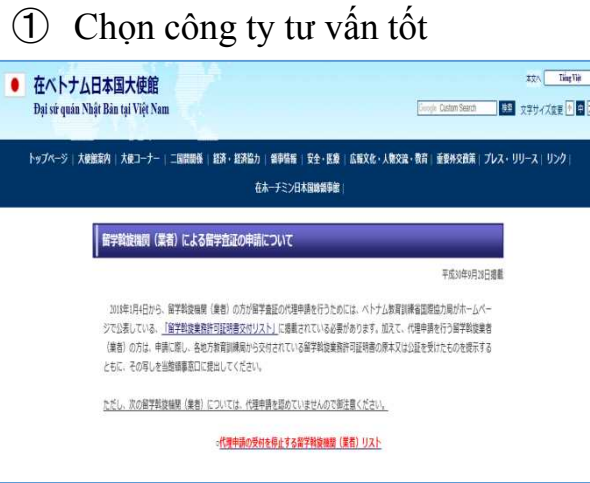 ① Chọn công ty tư vấn tốt
在ベトナム日本国大使館
Đại sứ quán Nhật Bản tại Việt Nam
本文へ Tiếng Việt
Google Custom Search 検索 文字サイズ変更 中
トップページ | 大使館案内 | 大使コーナー | 二国間関係 | 経済・経済協力 | 領事情報 | 安全・医療 | 広報文化・人物交流・教育 | 重要外交政策 | プレス・リリース | リンク |
在ホーチミン日本国総領事館 |
留学斡旋機関（業者）による留学査証の申請について
平成30年9月28日掲載
2018年1月4日から、留学斡旋機関（業者）の方が留学査証の代理申請を行うためには、ベトナム教育訓練省国際協力局がホームペー
ジで公表している、「留学斡旋業務許可証明書交付リスト」に掲載されている必要があります。加えて、代理申請を行う留学斡旋業者
（業者）の方は、申請に際し、各地方教育訓練局から交付されている留学斡旋業務許可証明書の原本又は公証を受けたものを提示する
とともに、その写しを当館領事窓口に提出してください。
ただし、次の留学斡旋機関（業者）については、代理申請を認めていませんので御注意ください。
・代理申請の受付を停止する留学斡旋機関（業者）リスト